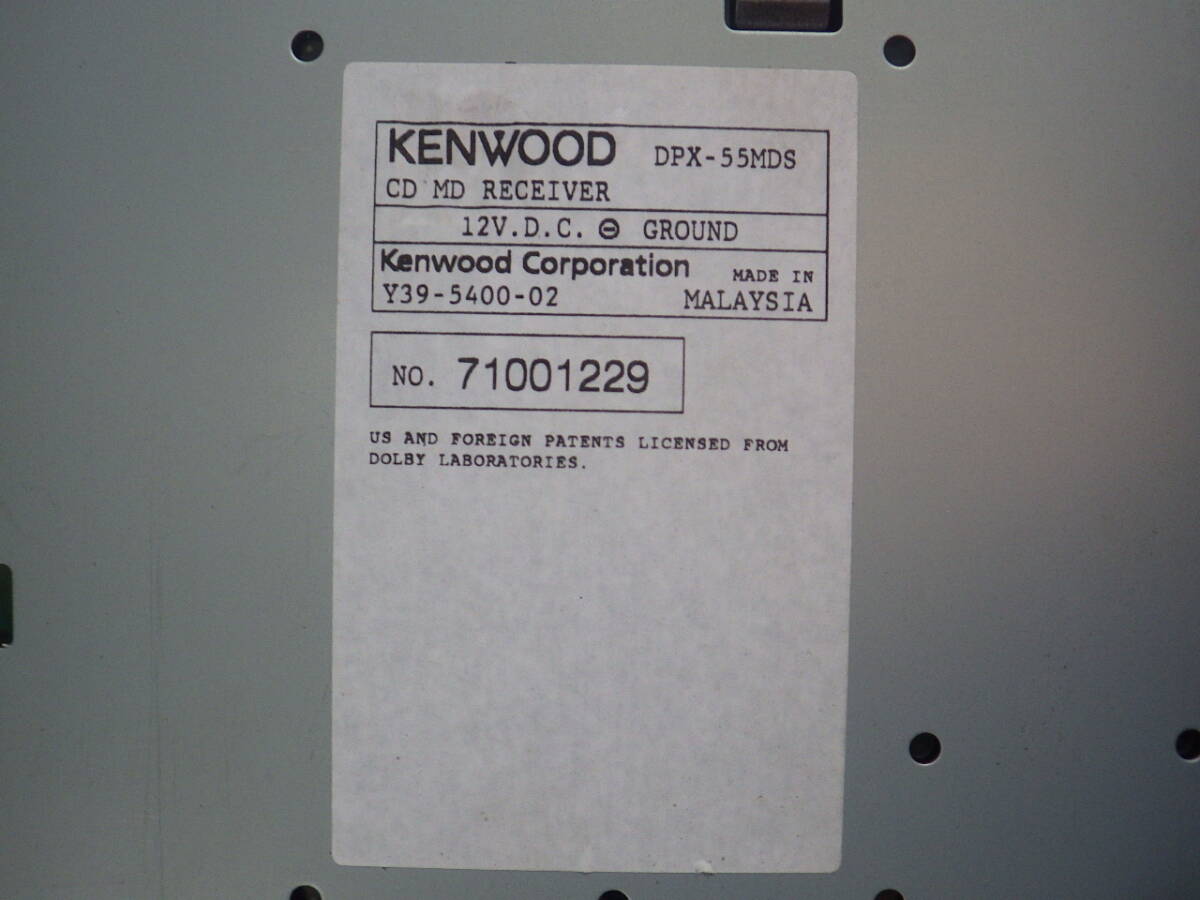 KENWOOD DPX-55MDS
CD MD RECEIVER
12V.D.C. ⊖ GROUND
Kenwood Corporation MADE IN
Y39-5400-02 MALAYSIA
NO. 71001229
US AND FOREIGN PATENTS LICENSED FROM
DOLBY LABORATORIES.